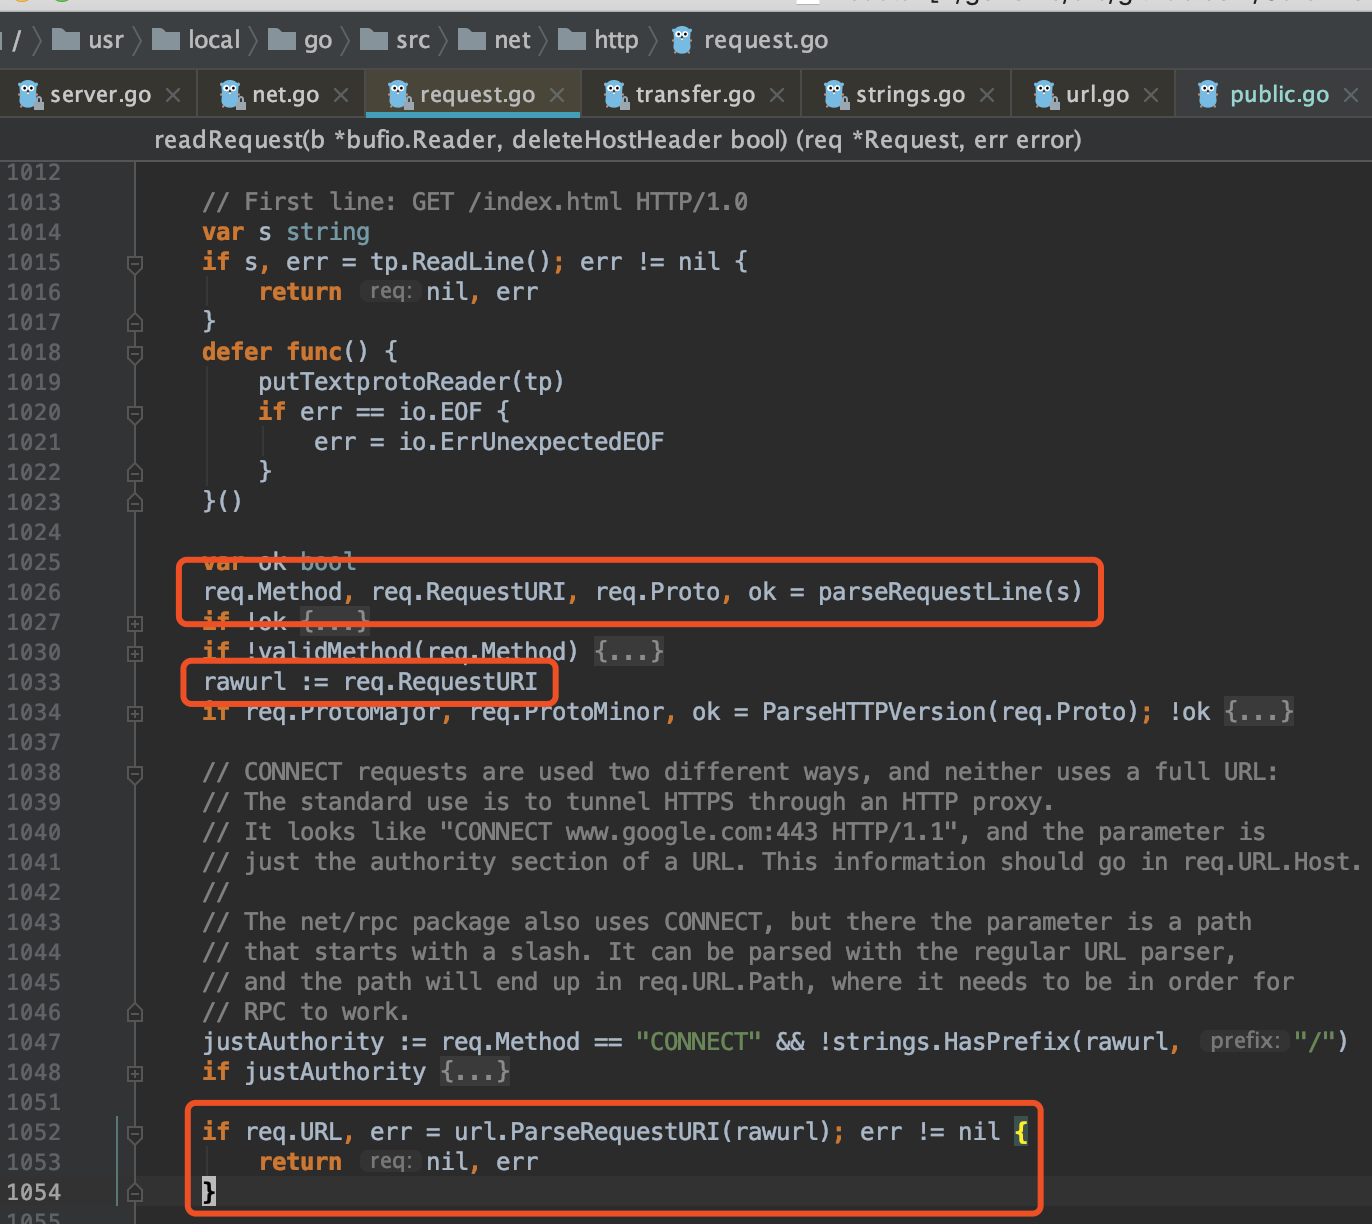 / usr local go src net http request.go
server.go net.go request.go transfer.go strings.go url.go public.go
readRequest(b *bufio.Reader, deleteHostHeader bool) (req *Request, err error)
1012
1013 // First line: GET /index.html HTTP/1.0
1014 var s string
1015 if s, err = tp.ReadLine(); err != nil {
1016 return req: nil, err
1017 }
1018 defer func() {
1019 putTextprotoReader(tp)
1020 if err == io.EOF {
1021 err = io.ErrUnexpectedEOF
1022 }
1023 }()
1024
1025 var ok bool
1026 req.Method, req.RequestURI, req.Proto, ok = parseRequestLine(s)
1027 if !ok {...}
1030 if !validMethod(req.Method) {...}
1033 rawurl := req.RequestURI
1034 if req.ProtoMajor, req.ProtoMinor, ok = ParseHTTPVersion(req.Proto); !ok {...}
1037
1038 // CONNECT requests are used two different ways, and neither uses a full URL:
1039 // The standard use is to tunnel HTTPS through an HTTP proxy.
1040 // It looks like "CONNECT www.google.com:443 HTTP/1.1", and the parameter is
1041 // just the authority section of a URL. This information should go in req.URL.Host.
1042 //
1043 // The net/rpc package also uses CONNECT, but there the parameter is a path
1044 // that starts with a slash. It can be parsed with the regular URL parser,
1045 // and the path will end up in req.URL.Path, where it needs to be in order for
1046 // RPC to work.
1047 justAuthority := req.Method == "CONNECT" && !strings.HasPrefix(rawurl, prefix: "/")
1048 if justAuthority {...}
1051
1052 if req.URL, err = url.ParseRequestURI(rawurl); err != nil {
1053 return req: nil, err
1054 }
1055